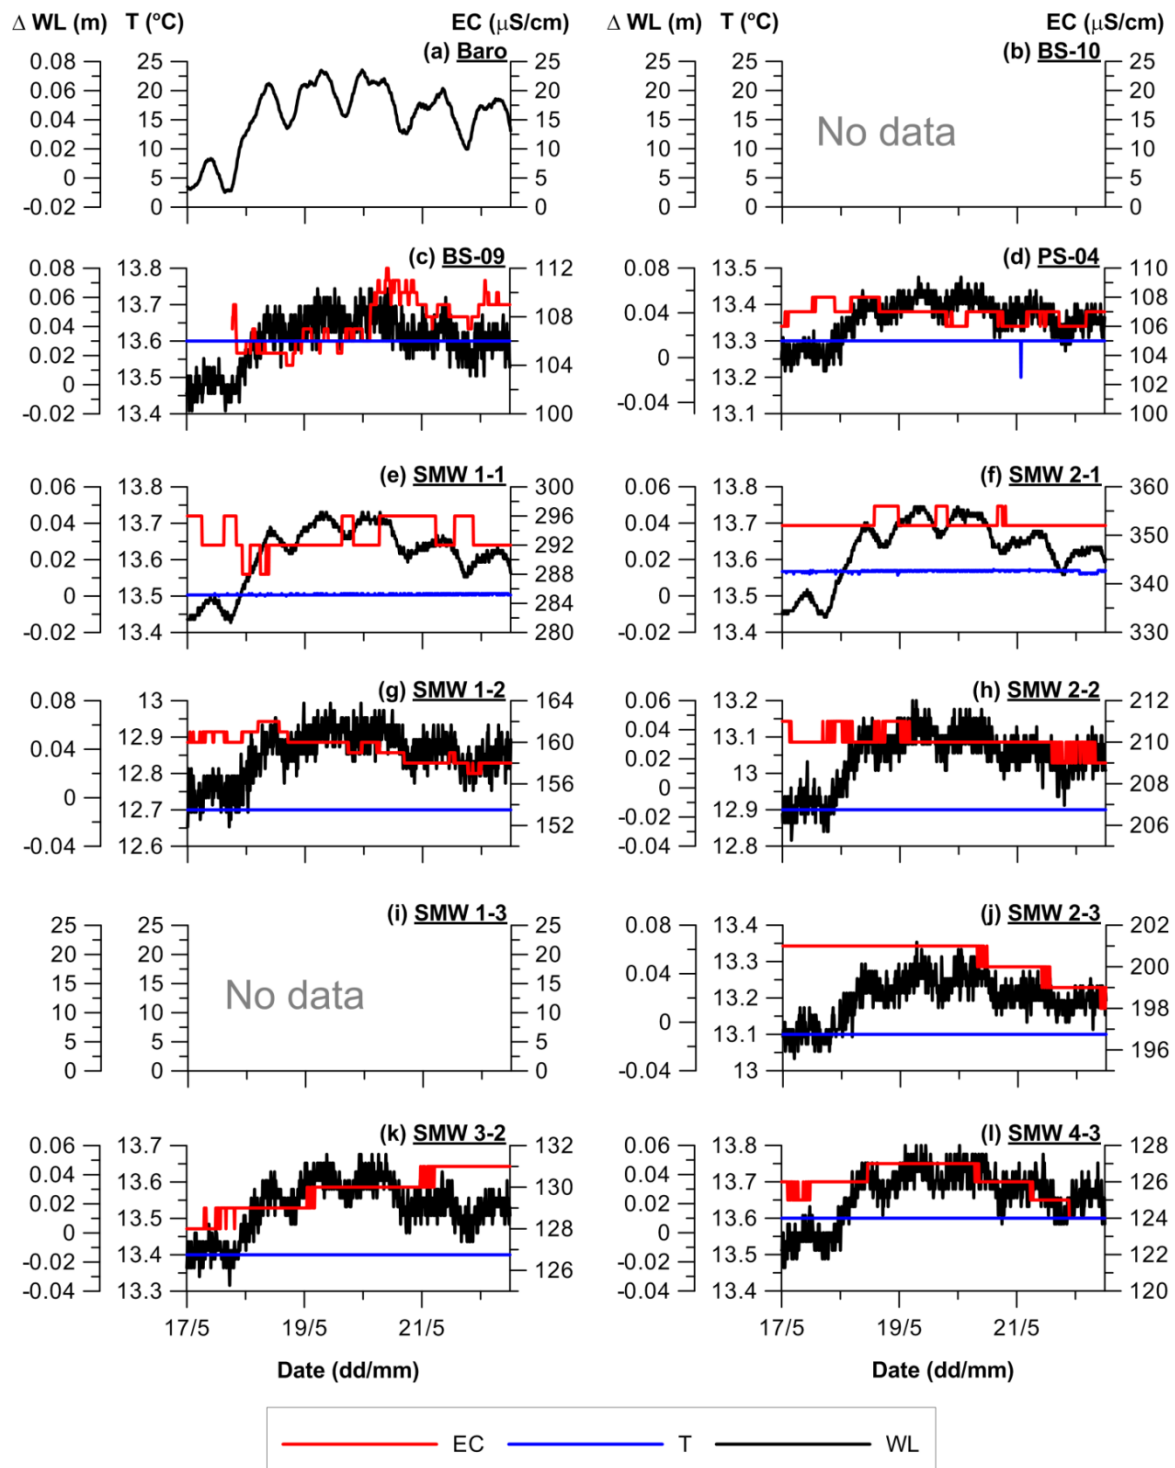 Δ WL (m) T (°C) EC (μS/cm) Δ WL (m) T (°C) EC (μS/cm)
(a) Baro
0.08 0.06 0.04 0.02 0 -0.02
25 20 15 10 5 0
25 20 15 10 5 0
(b) BS-10
25 20 15 10 5 0
25 20 15 10 5 0
25 20 15 10 5 0
No data
(c) BS-09
0.08 0.06 0.04 0.02 0 -0.02
13.8 13.7 13.6 13.5 13.4
112 108 104 100
(d) PS-04
0.08 0.04 0 -0.04
13.5 13.4 13.3 13.2 13.1
110 108 106 104 102 100
(e) SMW 1-1
0.06 0.04 0.02 0 -0.02
13.8 13.7 13.6 13.5 13.4
300 296 292 288 284 280
(f) SMW 2-1
0.06 0.04 0.02 0 -0.02
13.8 13.7 13.6 13.5 13.4
360 350 340 330
(g) SMW 1-2
0.08 0.04 0 -0.04
13 12.9 12.8 12.7 12.6
164 162 160 158 156 154 152
(h) SMW 2-2
0.06 0.04 0.02 0 -0.02 -0.04
13.2 13.1 13 12.9 12.8
212 210 208 206
(i) SMW 1-3
25 20 15 10 5 0
25 20 15 10 5 0
25 20 15 10 5 0
No data
(j) SMW 2-3
0.08 0.04 0 -0.04
13.4 13.3 13.2 13.1 13
202 200 198 196
(k) SMW 3-2
0.06 0.04 0.02 0 -0.02 -0.04
13.7 13.6 13.5 13.4 13.3
132 130 128 126
(l) SMW 4-3
0.06 0.04 0.02 0 -0.02 -0.04
13.8 13.7 13.6 13.5 13.4
128 126 124 122 120
17/5 19/5 21/5 17/5 19/5 21/5
Date (dd/mm) Date (dd/mm)
EC T WL